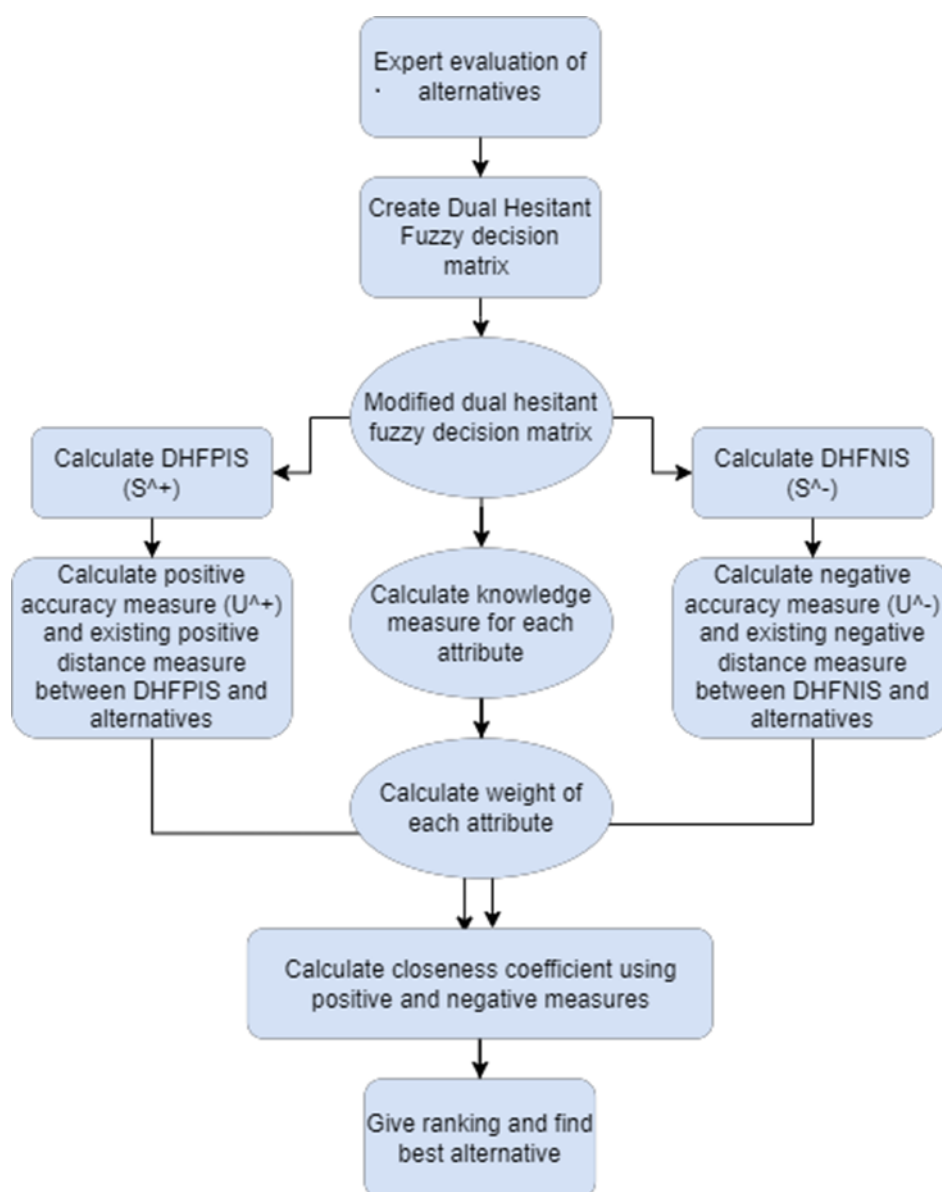 Expert evaluation of
. alternatives
Create Dual Hesitant
Fuzzy decision
matrix
Modified dual hesitant
fuzzy decision matrix
Calculate DHFPIS
(S^+)
Calculate DHFNIS
(S^-)
Calculate positive
accuracy measure (U^+)
and existing positive
distance measure
between DHFPIS and
alternatives
Calculate knowledge
measure for each
attribute
Calculate negative
accuracy measure (U^-)
and existing negative
distance measure
between DHFNIS and
alternatives
Calculate weight of
each attribute
Calculate closeness coefficient using
positive and negative measures
Give ranking and find
best alternative